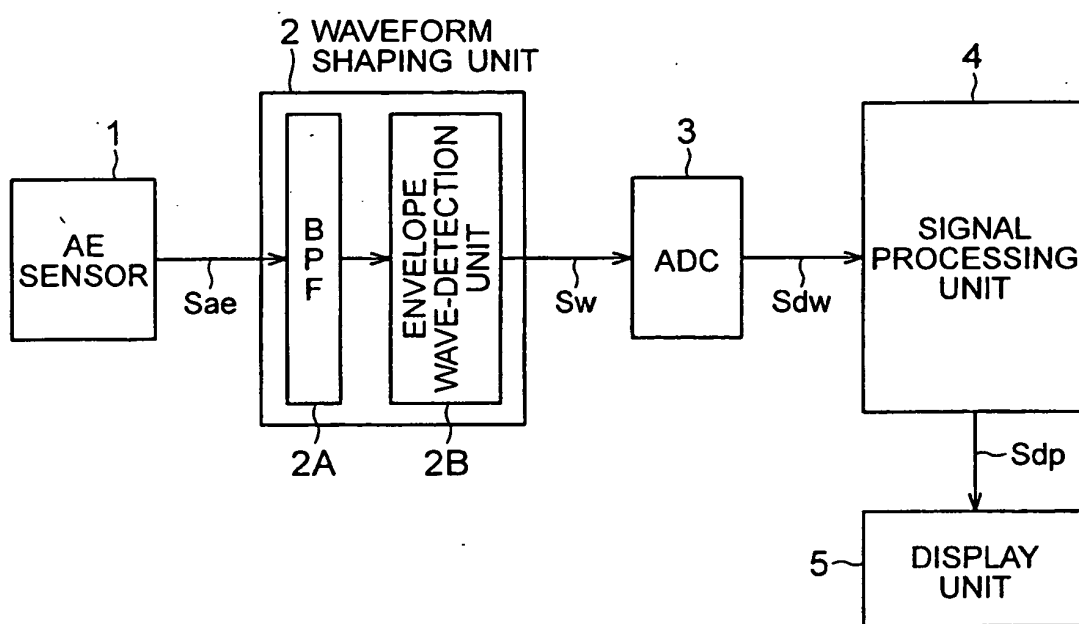 2 WAVEFORM
SHAPING UNIT
1
AE
SENSOR
Sae
B
P
F
2A
ENVELOPE
WAVE-DETECTION
UNIT
2B
Sw
3
ADC
Sdw
4
SIGNAL
PROCESSING
UNIT
Sdp
5
DISPLAY
UNIT